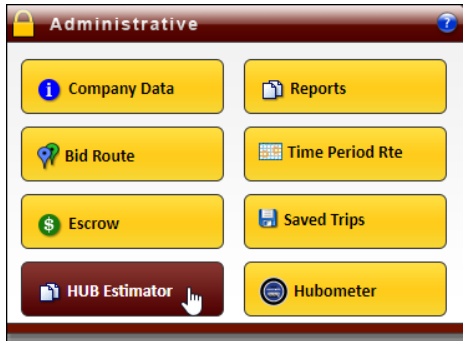 Administrative
?
i Company Data
Reports
Bid Route
Time Period Rte
$ Escrow
Saved Trips
HUB Estimator
Hubometer